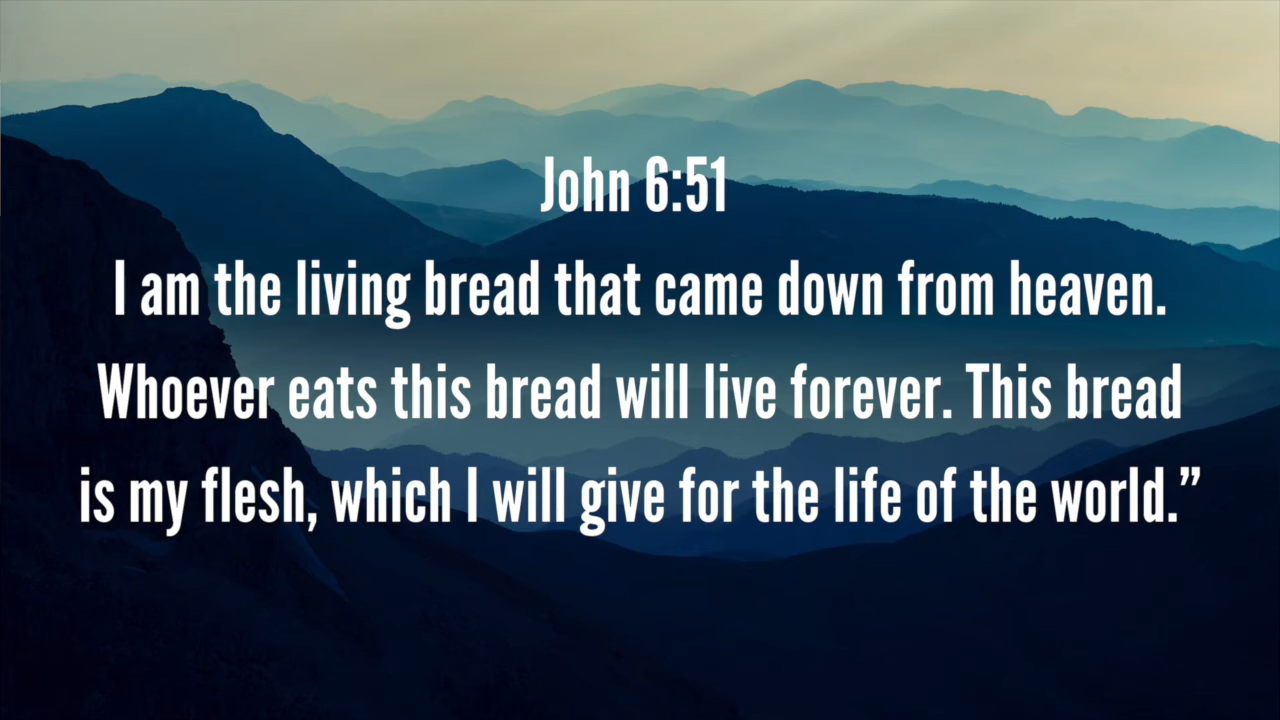 John 6:51
I am the living bread that came down from heaven.
Whoever eats this bread will live forever. This bread
is my flesh, which I will give for the life of the world.”